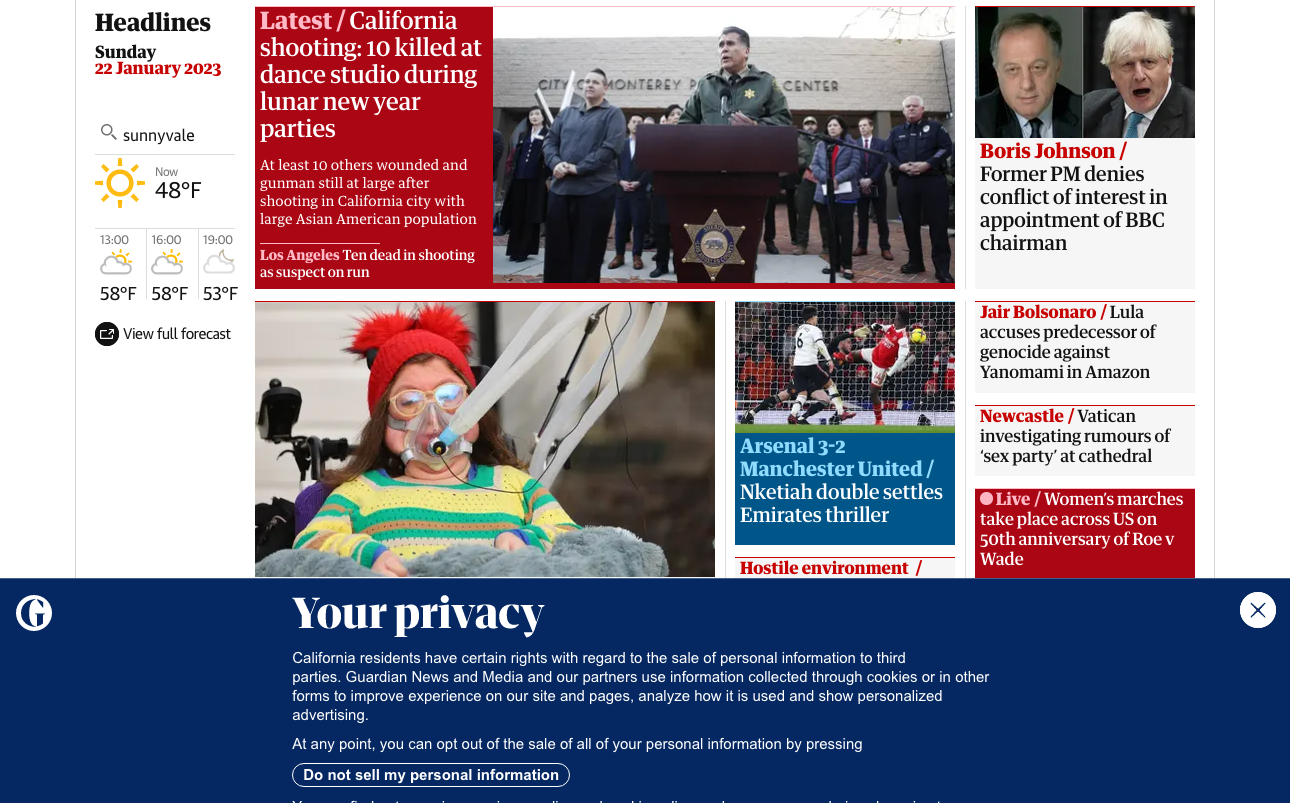 Headlines
Sunday
22 January 2023
sunnyvale
Now
48°F
13:00
16:00
19:00
58°F
58°F
53°F
View full forecast
Latest / California
shooting: 10 killed at
dance studio during
lunar new year
parties
At least 10 others wounded and
gunman still at large after
shooting in California city with
large Asian American population
Los Angeles Ten dead in shooting
as suspect on run
CITY OF MONTEREY P
CENTER
Boris Johnson /
Former PM denies
conflict of interest in
appointment of BBC
chairman
6
Arsenal 3-2
Manchester United /
Nketiah double settles
Emirates thriller
Hostile environment /
Jair Bolsonaro / Lula
accuses predecessor of
genocide against
Yanomami in Amazon
Newcastle / Vatican
investigating rumours of
‘sex party’ at cathedral
Live / Women’s marches
take place across US on
50th anniversary of Roe v
Wade
Your privacy
California residents have certain rights with regard to the sale of personal information to third
parties. Guardian News and Media and our partners use information collected through cookies or in other
forms to improve experience on our site and pages, analyze how it is used and show personalized
advertising.
At any point, you can opt out of the sale of all of your personal information by pressing
Do not sell my personal information